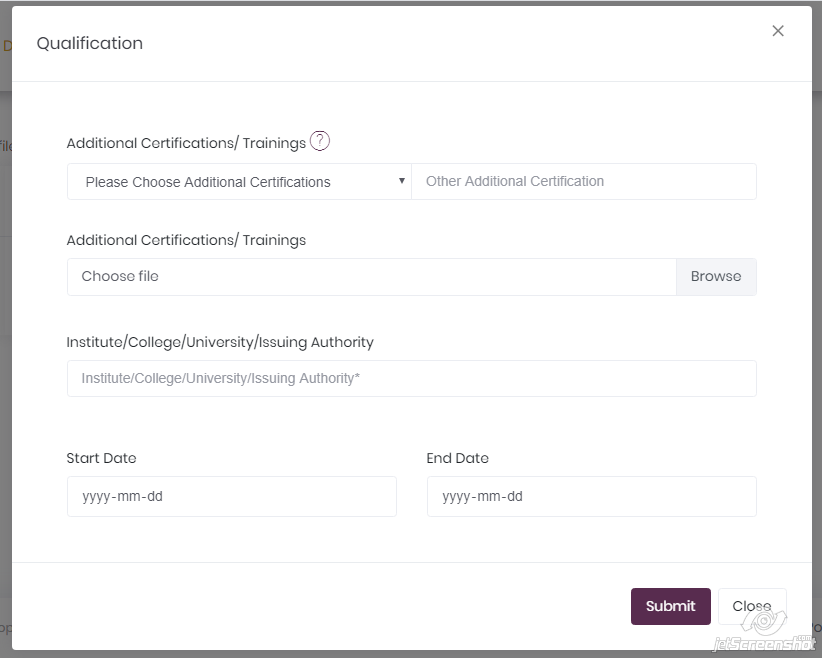 Qualification
Additional Certifications/ Trainings ?
Please Choose Additional Certifications
Other Additional Certification
Additional Certifications/ Trainings
Choose file
Browse
Institute/College/University/Issuing Authority
Institute/College/University/Issuing Authority*
Start Date
End Date
yyyy-mm-dd
yyyy-mm-dd
Submit
Close
jetScreenshot
.com